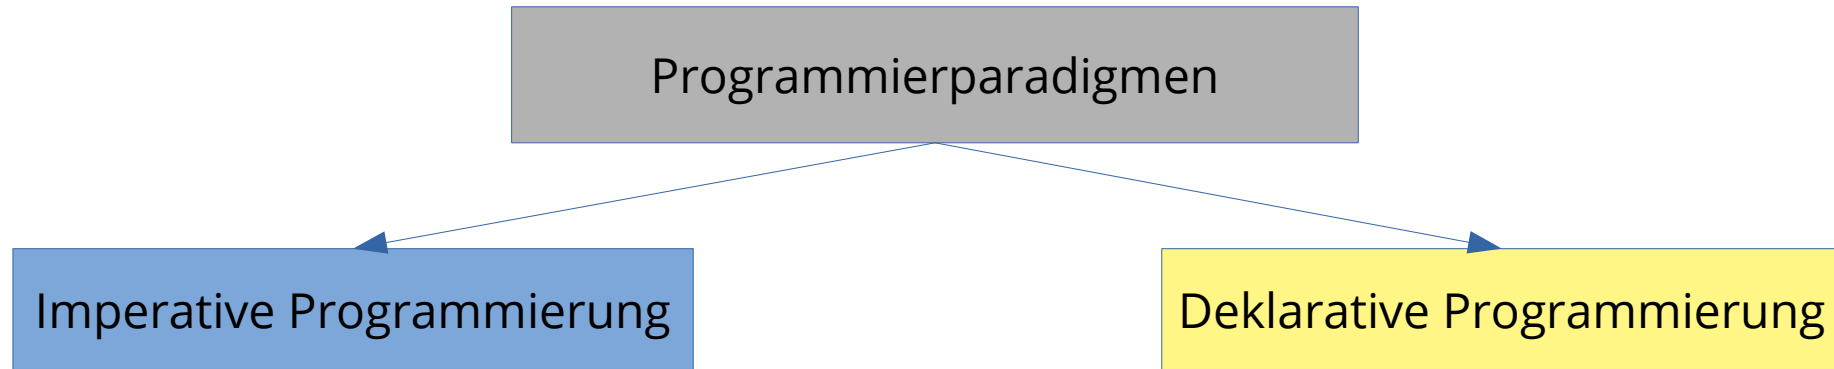 Programmierparadigmen
Imperative Programmierung
Deklarative Programmierung